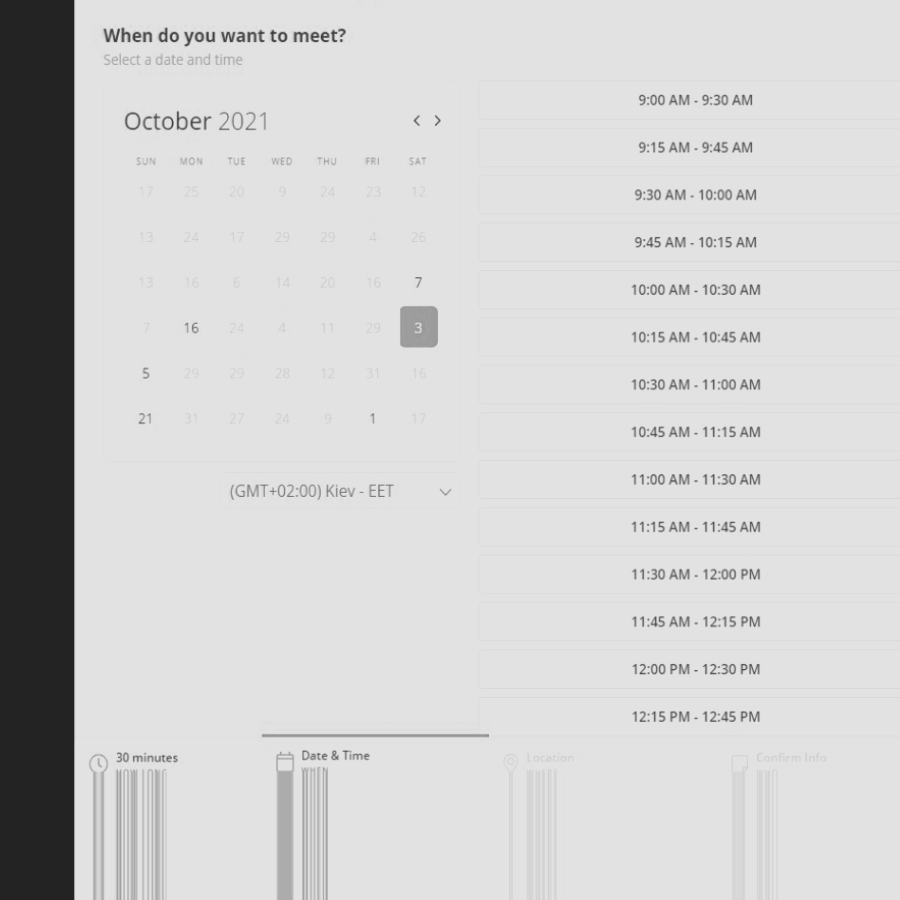 When do you want to meet?
Select a date and time
October 2021
SUN MON TUE WED THU FRI SAT
17 25 20 9 24 23 12
13 24 17 29 29 4 26
13 16 6 14 20 16 7
7 16 24 4 11 29 3
5 29 29 28 12 31 16
21 31 27 24 9 1 17
(GMT+02:00) Kiev - EET
9:00 AM - 9:30 AM
9:15 AM - 9:45 AM
9:30 AM - 10:00 AM
9:45 AM - 10:15 AM
10:00 AM - 10:30 AM
10:15 AM - 10:45 AM
10:30 AM - 11:00 AM
10:45 AM - 11:15 AM
11:00 AM - 11:30 AM
11:15 AM - 11:45 AM
11:30 AM - 12:00 PM
11:45 AM - 12:15 PM
12:00 PM - 12:30 PM
12:15 PM - 12:45 PM
30 minutes
Date & Time
WHEN
Location
Confirm Info